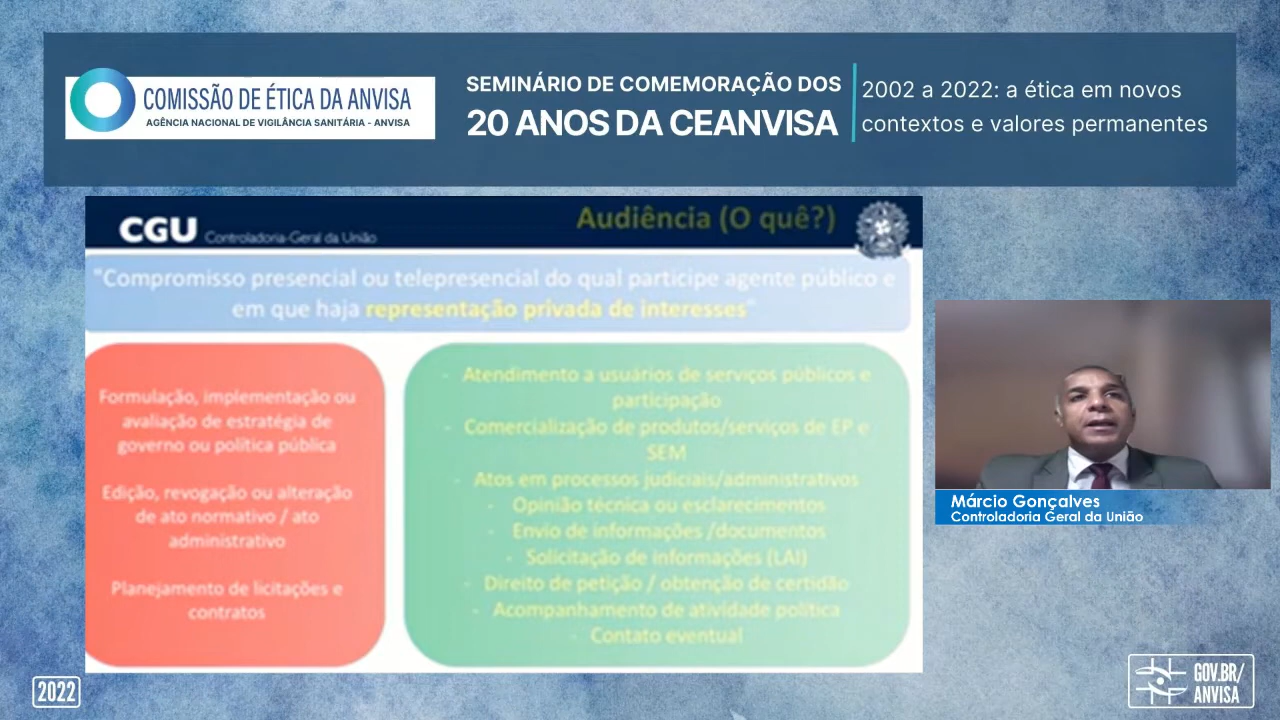 COMISSÃO DE ÉTICA DA ANVISA
AGÊNCIA NACIONAL DE VIGILÂNCIA SANITÁRIA - ANVISA
SEMINÁRIO DE COMEMORAÇÃO DOS
20 ANOS DA CEANVISA
2002 a 2022: a ética em novos
contextos e valores permanentes
CGU Controladoria-Geral da União
Audiência (O quê?)
"Compromisso presencial ou telepresencial do qual participe agente público e
em que haja representação privada de interesses"
Formulação, implementação ou
avaliação de estratégia de
governo ou política pública
Edição, revogação ou alteração
de ato normativo / ato
administrativo
Planejamento de licitações e
contratos
- Atendimento a usuários de serviços públicos e
participação
- Comercialização de produtos/serviços de EP e
SEM
- Atos em processos judiciais/administrativos
- Opinião técnica ou esclarecimentos
- Envio de informações /documentos
- Solicitação de informações (LAI)
- Direito de petição / obtenção de certidão
- Acompanhamento de atividade política
- Contato eventual
Márcio Gonçalves
Controladoria Geral da União
2022
GOV.BR/
ANVISA